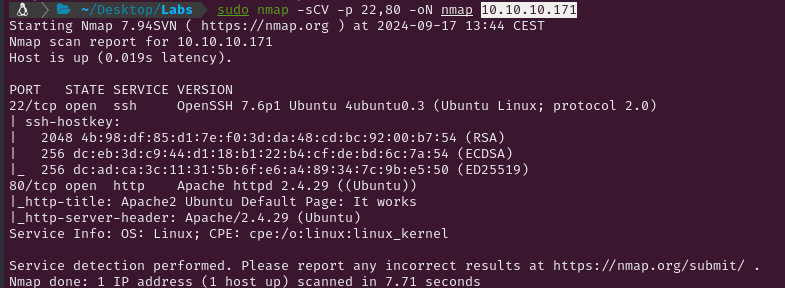 ~/Desktop/Labs sudo nmap -sCV -p 22,80 -oN nmap 10.10.10.171
Starting Nmap 7.94SVN ( https://nmap.org ) at 2024-09-17 13:44 CEST
Nmap scan report for 10.10.10.171
Host is up (0.019s latency).

PORT   STATE SERVICE VERSION
22/tcp open  ssh     OpenSSH 7.6p1 Ubuntu 4ubuntu0.3 (Ubuntu Linux; protocol 2.0)
| ssh-hostkey:
|   2048 4b:98:df:85:d1:7e:f0:3d:da:48:cd:bc:92:00:b7:54 (RSA)
|   256 dc:eb:3d:c9:44:d1:18:b1:22:b4:cf:de:bd:6c:7a:54 (ECDSA)
|_  256 dc:ad:ca:3c:11:31:5b:6f:e6:a4:89:34:7c:9b:e5:50 (ED25519)
80/tcp open  http    Apache httpd 2.4.29 ((Ubuntu))
|_http-title: Apache2 Ubuntu Default Page: It works
|_http-server-header: Apache/2.4.29 (Ubuntu)
Service Info: OS: Linux; CPE: cpe:/o:linux:linux_kernel

Service detection performed. Please report any incorrect results at https://nmap.org/submit/ .
Nmap done: 1 IP address (1 host up) scanned in 7.71 seconds